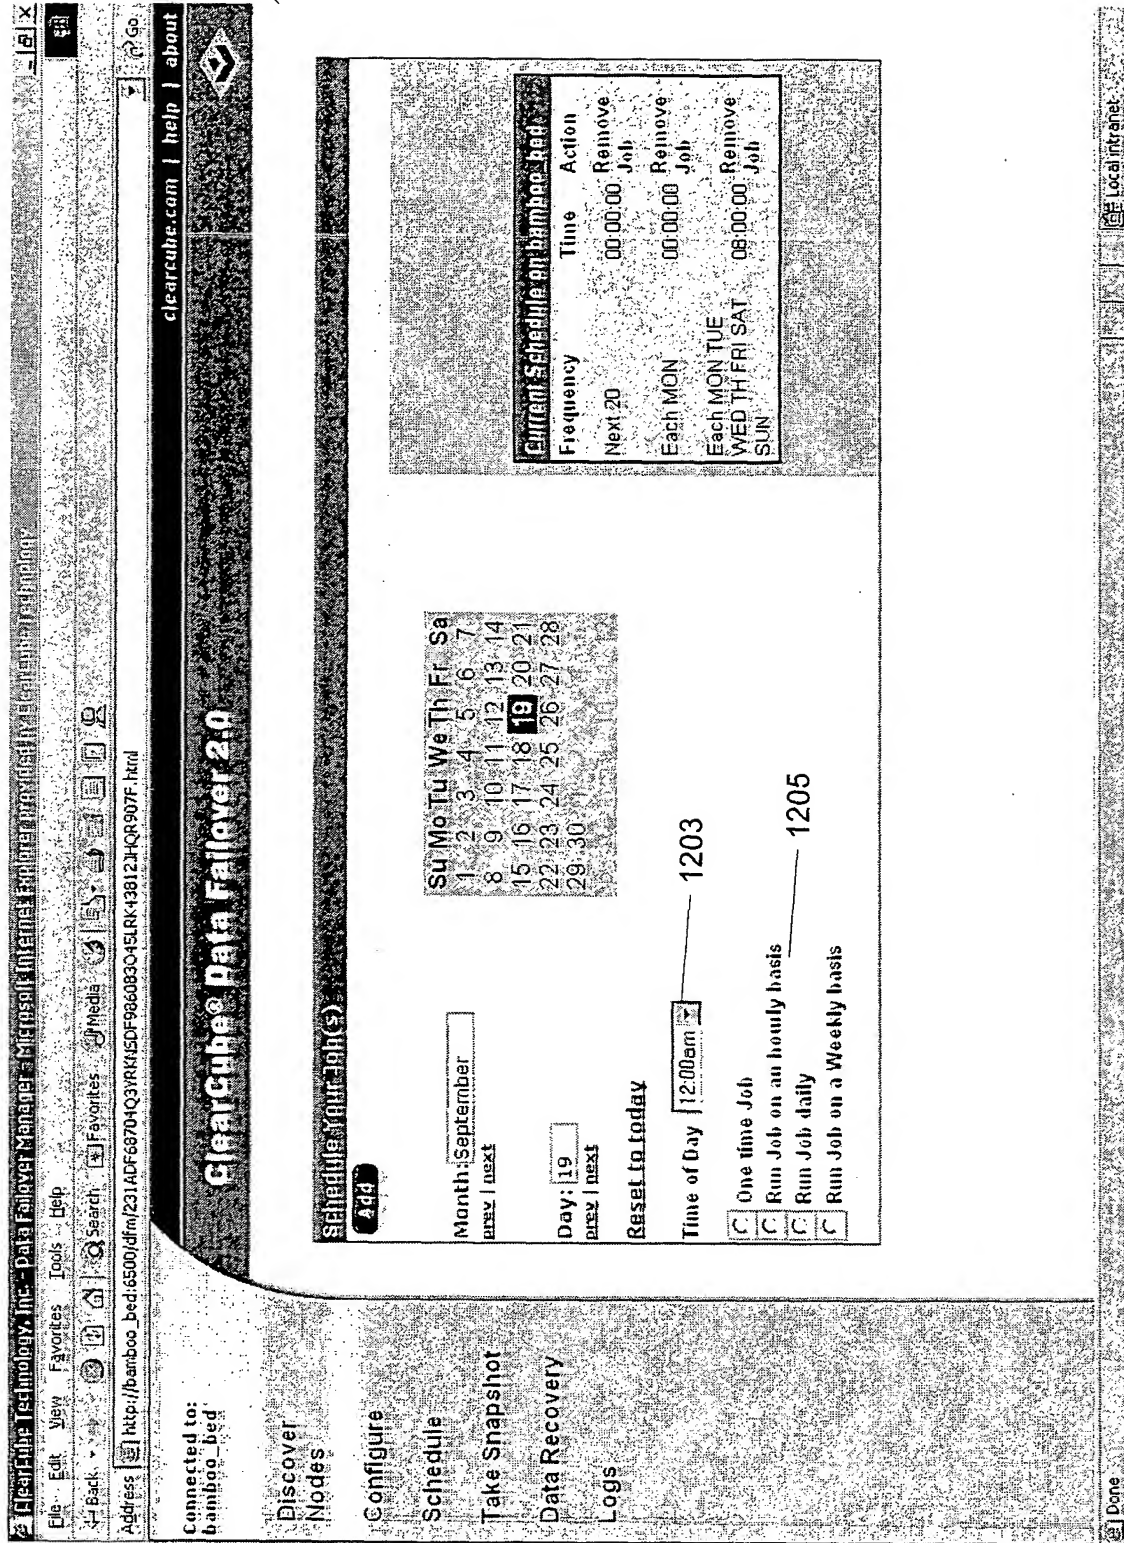 ClearCube Technology, Inc. - Data Failover Manager - Microsoft Internet Explorer provided by ClearCube Technology
File Edit View Favorites Tools Help
Back Search Favorites Media
Address http://bamboo_bed:6500/dfm/ Go
clearcube.com | help | about
Connected to:
bamboo_bed
ClearCube® Data Failover 2.0
Discover
Nodes
Configure
Schedule
Take Snapshot
Data Recovery
Logs
Schedule Your Job(s)
Add
Month: September
prev | next
Day: 19
prev | next
Reset to today
Time of Day 12:00am
1203
One time Job
Run Job on an hourly basis
Run Job daily
Run Job on a Weekly basis
1205
Su Mo Tu We Th Fr Sa
1 2 3 4 5 6 7
8 9 10 11 12 13 14
15 16 17 18 19 20 21
22 23 24 25 26 27 28
29 30
Current Schedule on bamboo_bed
Frequency Time Action
Next 20 00:00:00 Remove Job
Each MON 00:00:00 Remove Job
Each MON TUE WED TH FRI SAT SUN 08:00:00 Remove Job
Done Local intranet